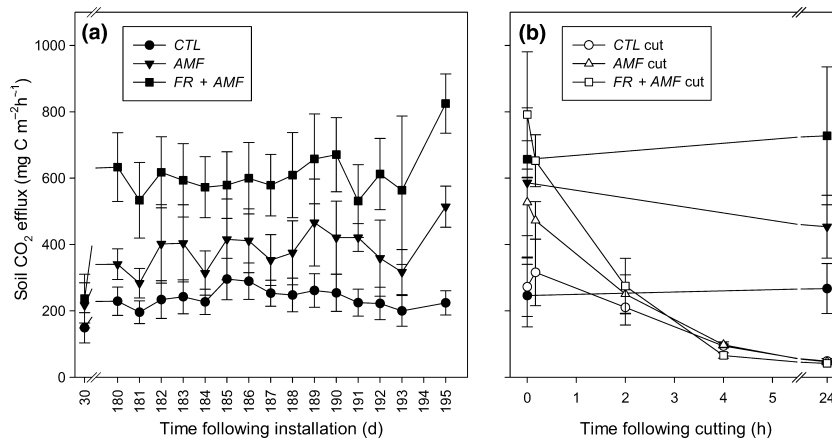 (a)
CTL
AMF
FR + AMF
Soil CO2 efflux (mg C m−2h−1)
1000
800
600
400
200
0
30 180 181 182 183 184 185 186 187 188 189 190 191 192 193 194 195
Time following installation (d)
(b)
CTL cut
AMF cut
FR + AMF cut
0 1 2 3 4 5 24
Time following cutting (h)